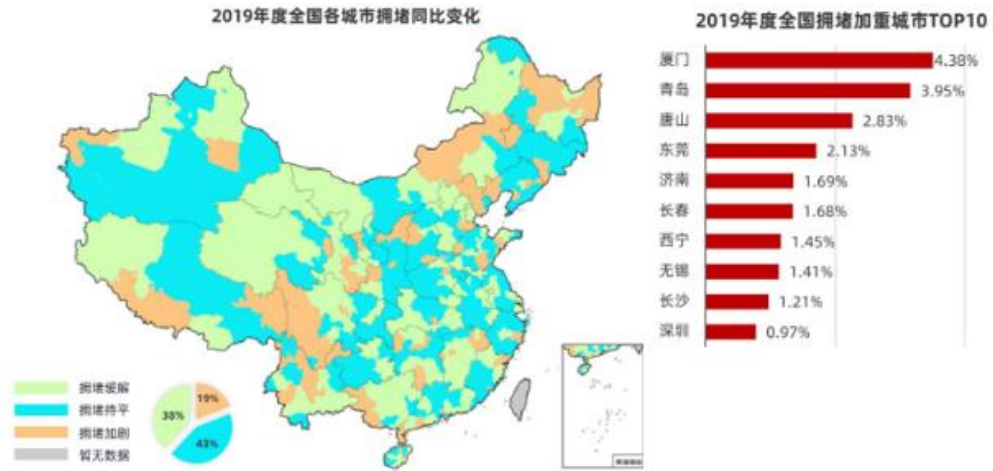 2019年度全国各城市拥堵同比变化
拥堵缓解
拥堵持平
拥堵加剧
暂无数据
38%
19%
43%
2019年度全国拥堵加重城市TOP10
厦门 4.38%
青岛 3.95%
唐山 2.83%
东莞 2.13%
济南 1.69%
长春 1.68%
西宁 1.45%
无锡 1.41%
长沙 1.21%
深圳 0.97%